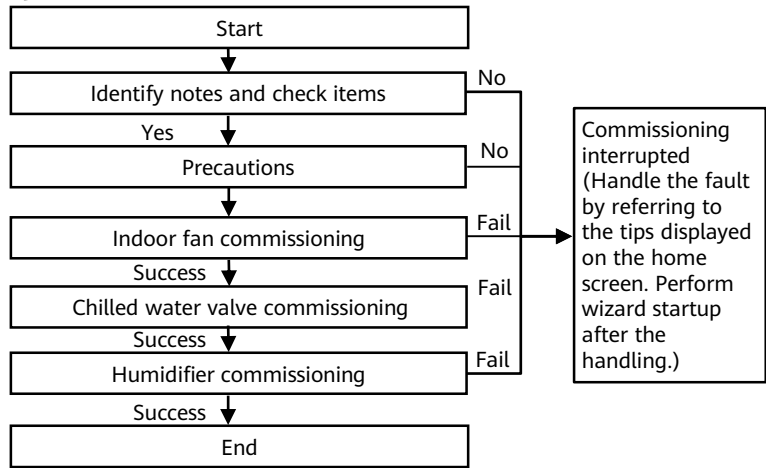 Start
No
Identify notes and check items
Yes
No
Precautions
Fail
Indoor fan commissioning
Success
Fail
Chilled water valve commissioning
Success
Fail
Humidifier commissioning
Success
End
Commissioning
interrupted
(Handle the fault
by referring to
the tips displayed
on the home
screen. Perform
wizard startup
after the
handling.)